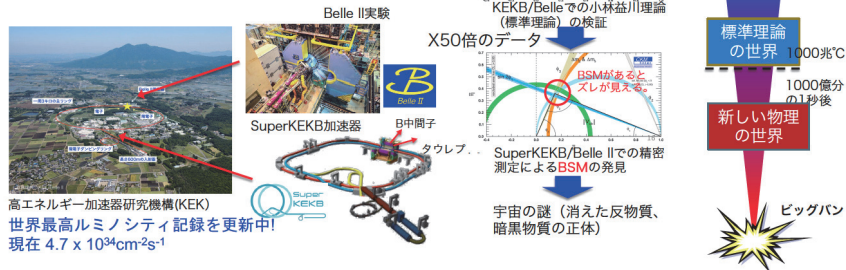 Belle II実験
Belle II
SuperKEKB加速器
B中間子
タウレプ
Super
KEKB
高エネルギー加速器研究機構(KEK)
世界最高ルミノシティ記録を更新中!
現在 4.7 x 10³⁴cm⁻²s⁻¹
KEKB/Belleでの小林益川理論
(標準理論)の検証
X50倍のデータ
BSMがあると
ズレが見える。
SuperKEKB/Belle IIでの精密
測定によるBSMの発見
宇宙の謎(消えた反物質、
暗黒物質の正体)
標準理論
の世界
1000兆℃
1000億分
の1秒後
新しい物理
の世界
ビッグバン